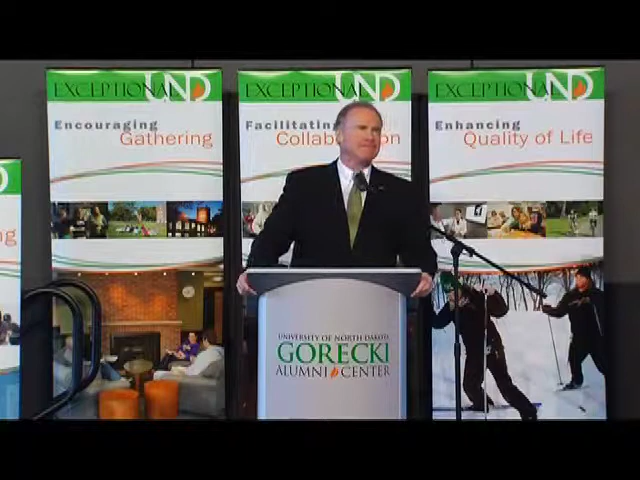 EXCEPTIONAL UND
Encouraging
Gathering
EXCEPTIONAL UND
Facilitating
EXCEPTIONAL UND
Enhancing
Quality of Life
UNIVERSITY OF NORTH DAKOTA
GORECKI
ALUMNI CENTER